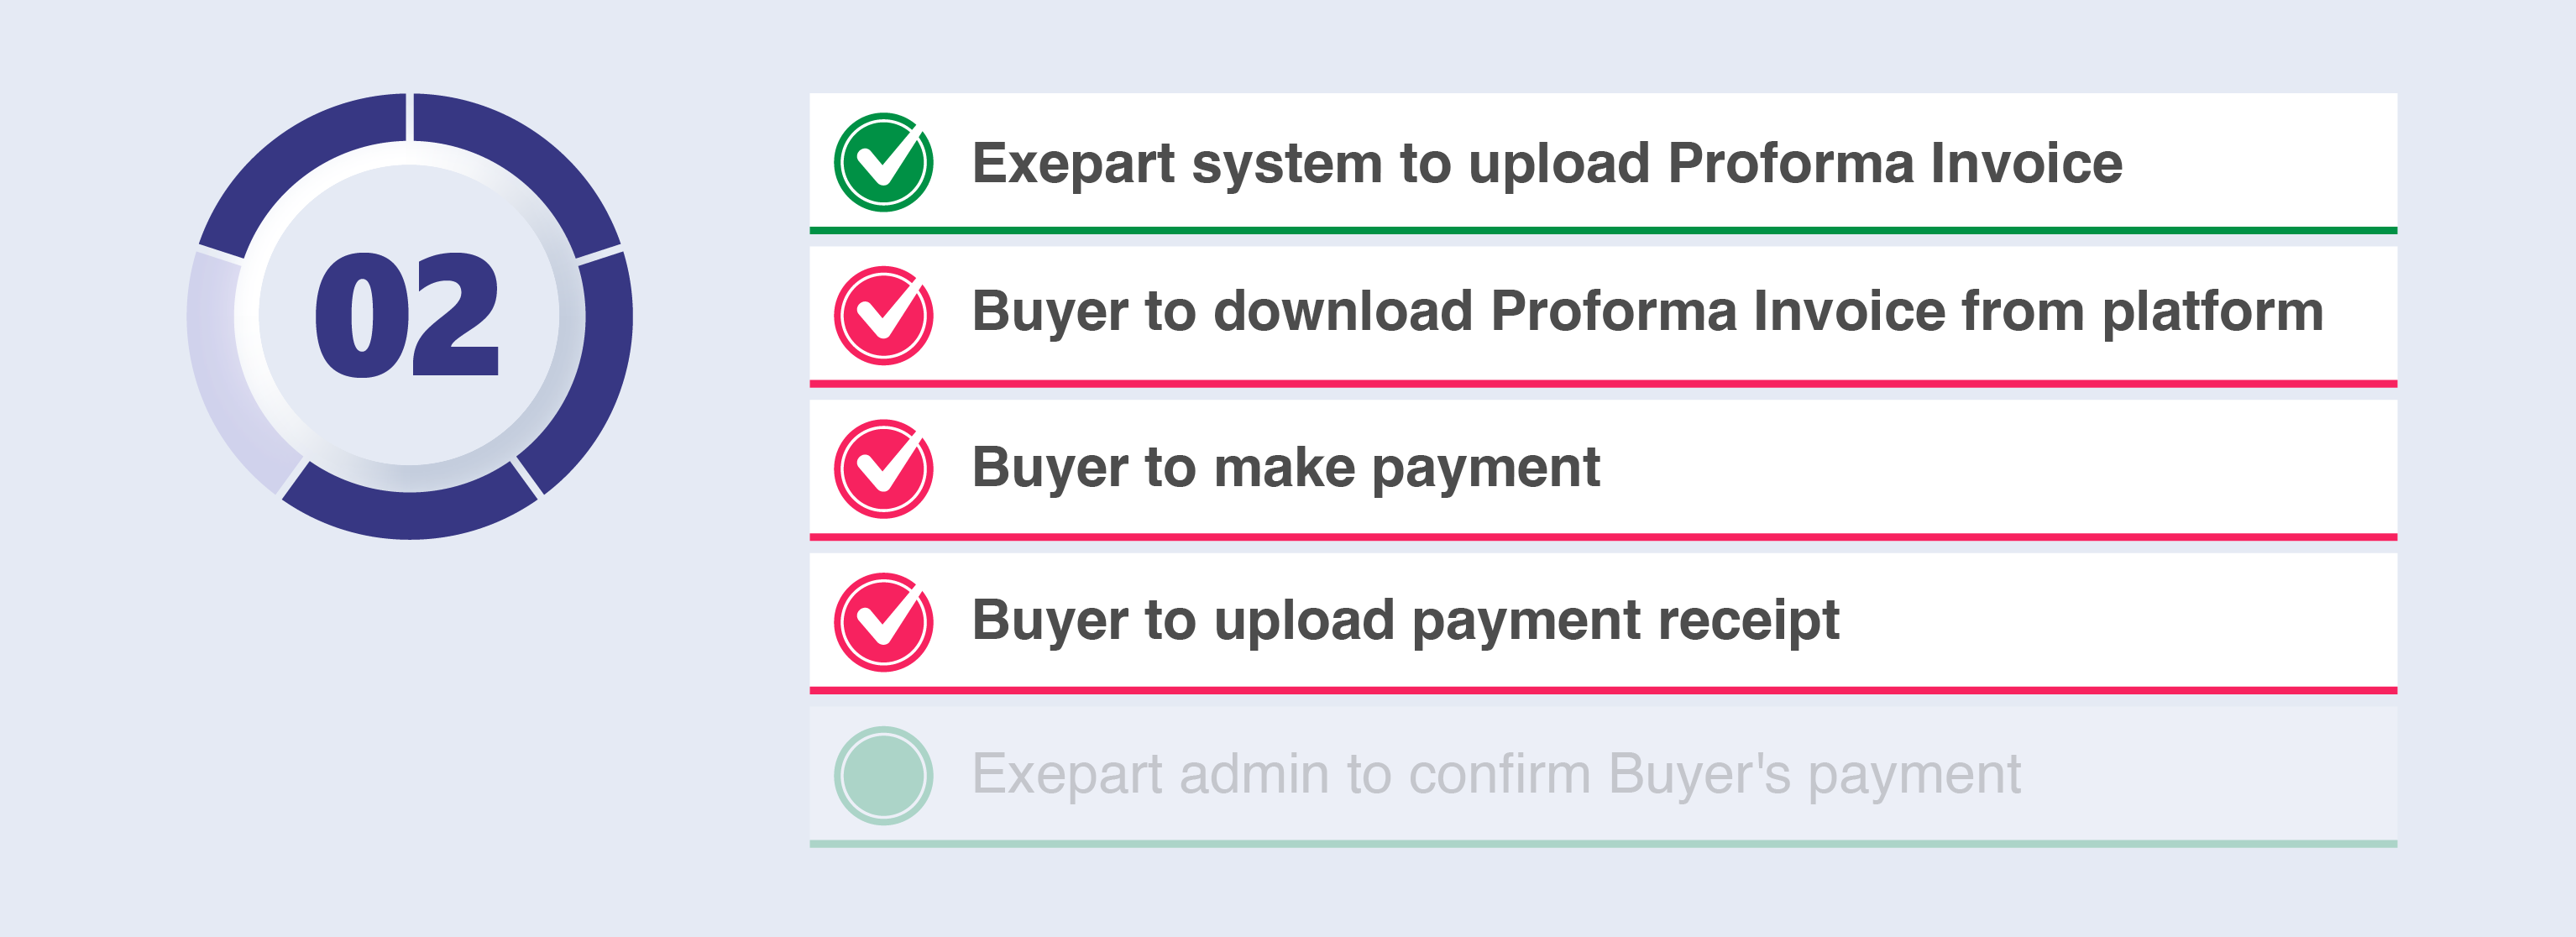 02
Exepart system to upload Proforma Invoice
Buyer to download Proforma Invoice from platform
Buyer to make payment
Buyer to upload payment receipt
Exepart admin to confirm Buyer's payment